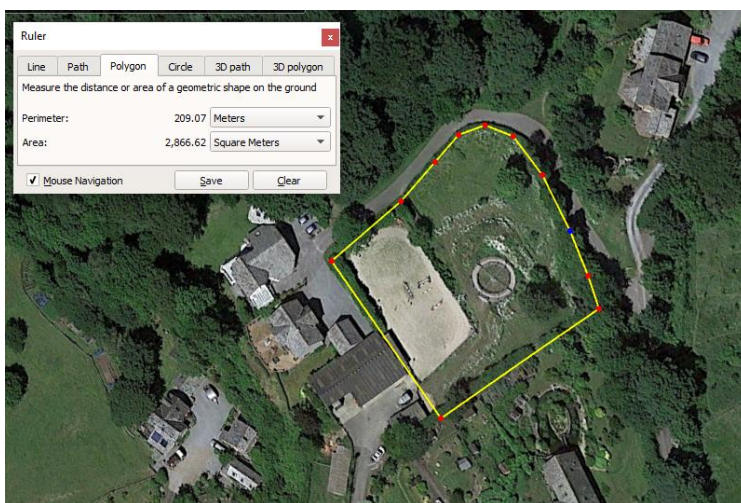 Ruler
x
Line Path Polygon Circle 3D path 3D polygon
Measure the distance or area of a geometric shape on the ground
Perimeter: 209.07 Meters
Area: 2,866.62 Square Meters
Mouse Navigation Save Clear